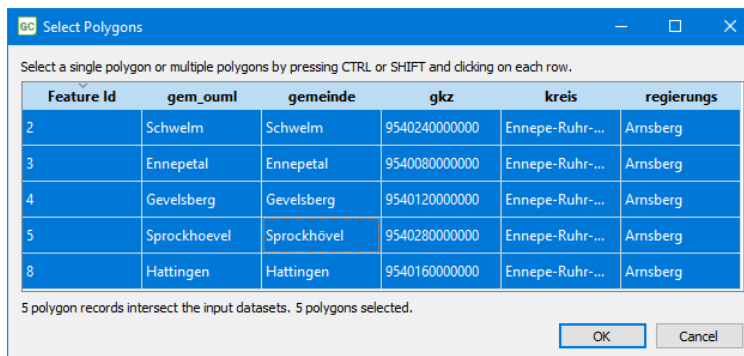 GC Select Polygons
Select a single polygon or multiple polygons by pressing CTRL or SHIFT and clicking on each row.
Feature Id gem_ouml gemeinde gkz kreis regierungs
2 Schwelm Schwelm 9540240000000 Ennepe-Ruhr-... Arnsberg
3 Ennepetal Ennepetal 9540080000000 Ennepe-Ruhr-... Arnsberg
4 Gevelsberg Gevelsberg 9540120000000 Ennepe-Ruhr-... Arnsberg
5 Sprockhoevel Sprockhövel 9540280000000 Ennepe-Ruhr-... Arnsberg
8 Hattingen Hattingen 9540160000000 Ennepe-Ruhr-... Arnsberg
5 polygon records intersect the input datasets. 5 polygons selected.
OK Cancel